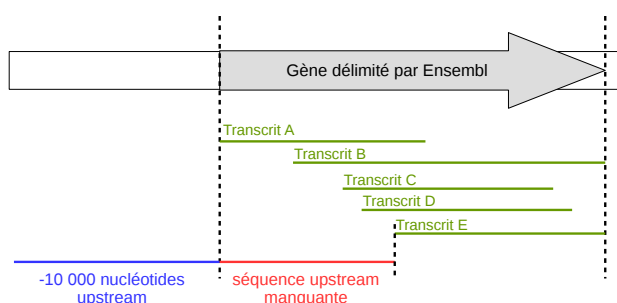 Gène délimité par Ensembl
Transcrit A
Transcrit B
Transcrit C
Transcrit D
Transcrit E
-10 000 nucléotides
upstream
séquence upstream
manquante